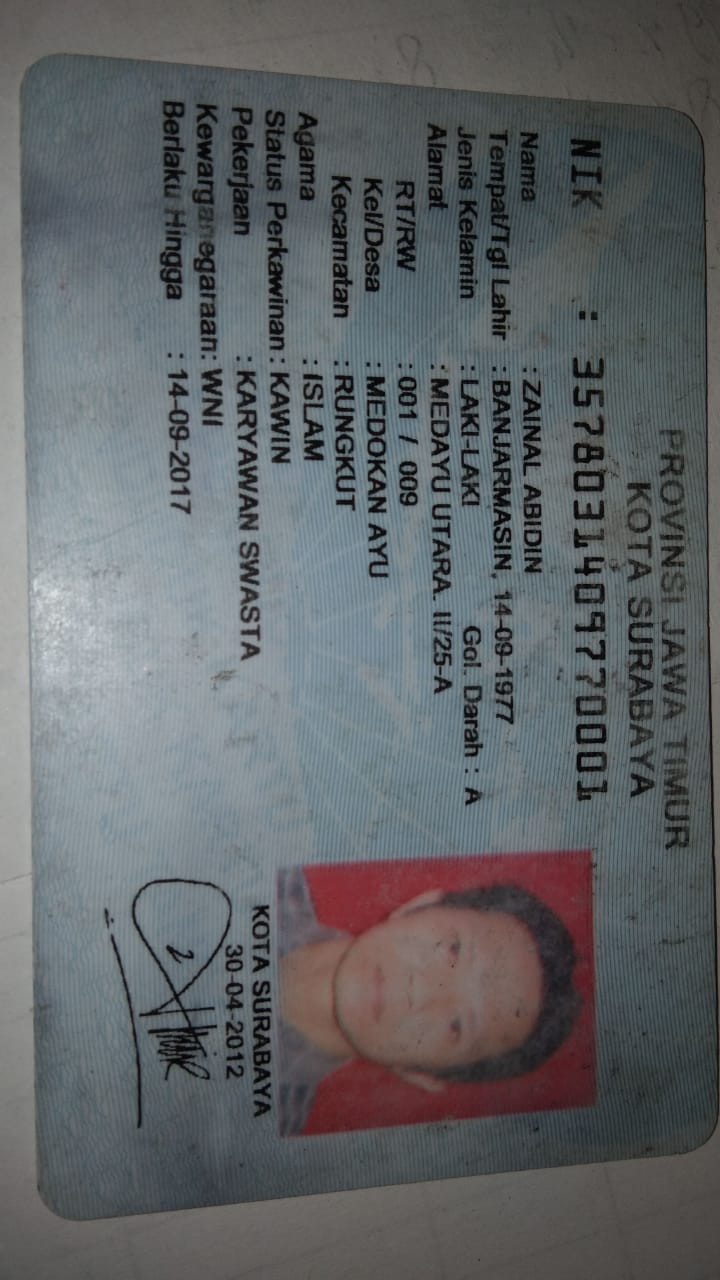 PROVINSI JAWA TIMUR
KOTA SURABAYA
NIK : 3578031409770001
Nama : ZAINAL ABIDIN
Tempat/Tgl Lahir : BANJARMASIN, 14-09-1977
Jenis Kelamin : LAKI-LAKI Gol. Darah : A
Alamat : MEDAYU UTARA. II/25-A
RT/RW : 001 / 009
Kel/Desa : MEDOKAN AYU
Kecamatan : RUNGKUT
Agama : ISLAM
Status Perkawinan : KAWIN
Pekerjaan : KARYAWAN SWASTA
Kewarganegaraan: WNI
Berlaku Hingga : 14-09-2017
KOTA SURABAYA
30-04-2012